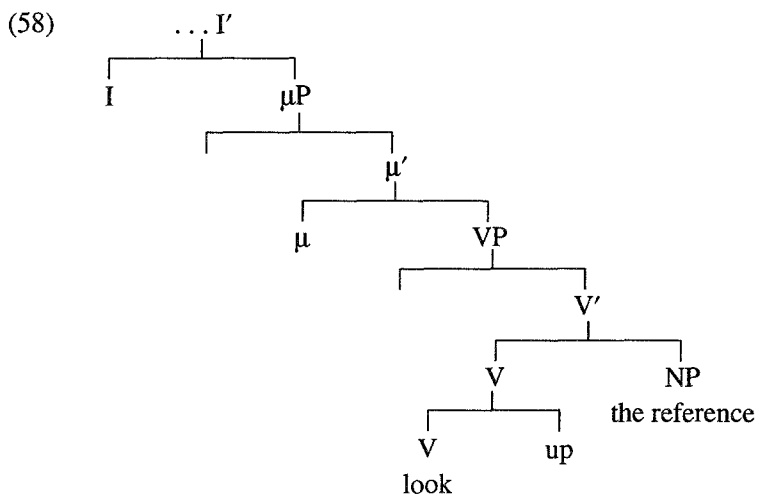 (58) . . . I′
I μP
μ′
μ VP
V′
V NP
the reference
V up
look